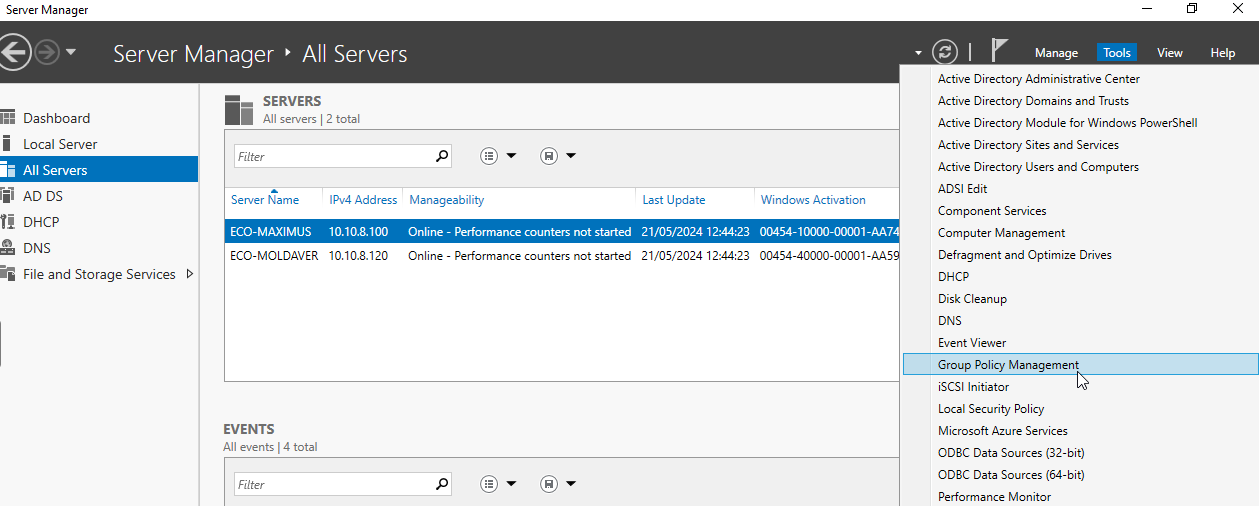 Server Manager
Server Manager ‣ All Servers
Manage Tools View Help
Dashboard
Local Server
All Servers
AD DS
DHCP
DNS
File and Storage Services
SERVERS
All servers | 2 total
Filter
Server Name IPv4 Address Manageability Last Update Windows Activation
ECO-MAXIMUS 10.10.8.100 Online - Performance counters not started 21/05/2024 12:44:23 00454-10000-00001-AA74
ECO-MOLDAVER 10.10.8.120 Online - Performance counters not started 21/05/2024 12:44:23 00454-40000-00001-AA59
EVENTS
All events | 4 total
Filter
Active Directory Administrative Center
Active Directory Domains and Trusts
Active Directory Module for Windows PowerShell
Active Directory Sites and Services
Active Directory Users and Computers
ADSI Edit
Component Services
Computer Management
Defragment and Optimize Drives
DHCP
Disk Cleanup
DNS
Event Viewer
Group Policy Management
iSCSI Initiator
Local Security Policy
Microsoft Azure Services
ODBC Data Sources (32-bit)
ODBC Data Sources (64-bit)
Performance Monitor